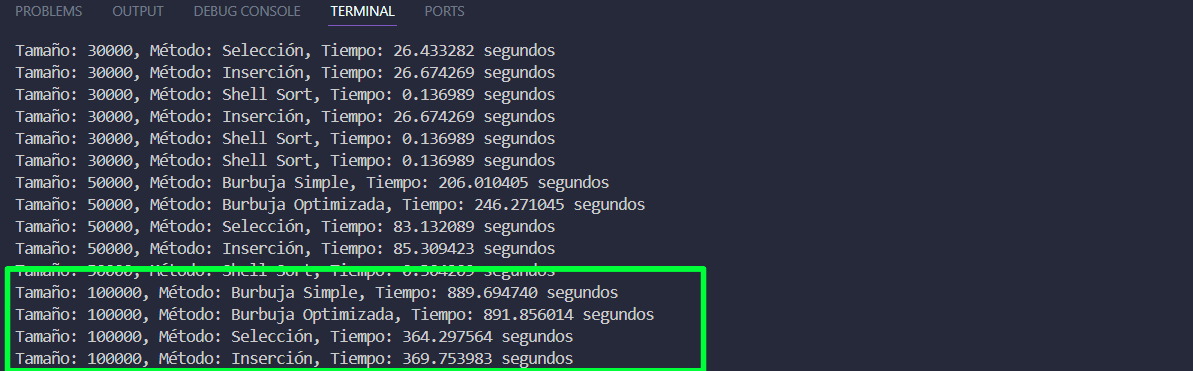 PROBLEMS OUTPUT DEBUG CONSOLE TERMINAL PORTS
Tamaño: 30000, Método: Selección, Tiempo: 26.433282 segundos
Tamaño: 30000, Método: Inserción, Tiempo: 26.674269 segundos
Tamaño: 30000, Método: Shell Sort, Tiempo: 0.136989 segundos
Tamaño: 30000, Método: Inserción, Tiempo: 26.674269 segundos
Tamaño: 30000, Método: Shell Sort, Tiempo: 0.136989 segundos
Tamaño: 30000, Método: Shell Sort, Tiempo: 0.136989 segundos
Tamaño: 50000, Método: Burbuja Simple, Tiempo: 206.010405 segundos
Tamaño: 50000, Método: Burbuja Optimizada, Tiempo: 246.271045 segundos
Tamaño: 50000, Método: Selección, Tiempo: 83.132089 segundos
Tamaño: 50000, Método: Inserción, Tiempo: 85.309423 segundos
Tamaño: 50000, Método: Shell Sort, Tiempo: segundos
Tamaño: 100000, Método: Burbuja Simple, Tiempo: 889.694740 segundos
Tamaño: 100000, Método: Burbuja Optimizada, Tiempo: 891.856014 segundos
Tamaño: 100000, Método: Selección, Tiempo: 364.297564 segundos
Tamaño: 100000, Método: Inserción, Tiempo: 369.753983 segundos